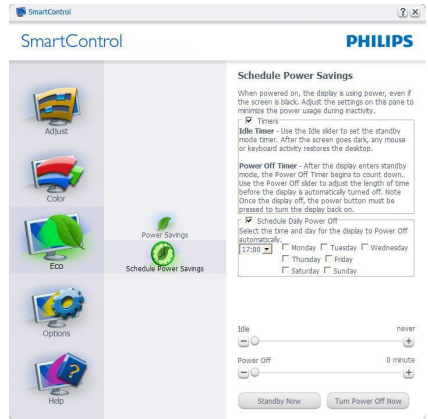 SmartControl
SmartControl
PHILIPS
Adjust
Color
Eco
Options
Help
Power Savings
Schedule Power Savings
Schedule Power Savings
When powered on, the display is using power, even if
the screen is black. Adjust the settings on this pane to
minimize the power usage during inactivity.
Timers
Idle Timer - Use the Idle slider to set the standby
mode timer. After the screen goes dark, any mouse
or keyboard activity restores the desktop.
Power Off Timer - After the display enters standby
mode, the Power Off Timer begins to count down.
Use the Power Off slider to adjust the length of time
before the display is automatically turned off. Note
Once the display off, the power button must be
pressed to turn the display back on.
Schedule Daily Power Off
Select the time and day for the display to Power Off
automatically.
17:00 Monday Tuesday Wednesday
Thursday Friday
Saturday Sunday
Idle never
Power Off 0 minute
Standby Now Turn Power Off Now